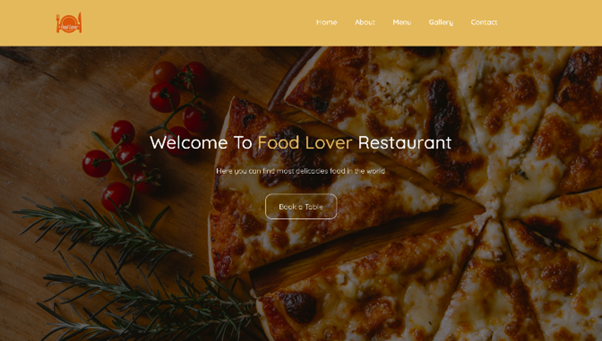 Home About Menu Gallery Contact
Welcome To Food Lover Restaurant
Here you can find most delicacies food in the world
Book a Table